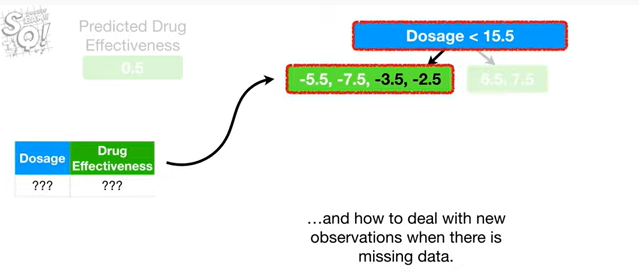 SQ!
Predicted Drug
Effectiveness
0.5
Dosage < 15.5
-5.5, -7.5, -3.5, -2.5
6.5, 7.5
Dosage
Drug
Effectiveness
???
???
…and how to deal with new
observations when there is
missing data.